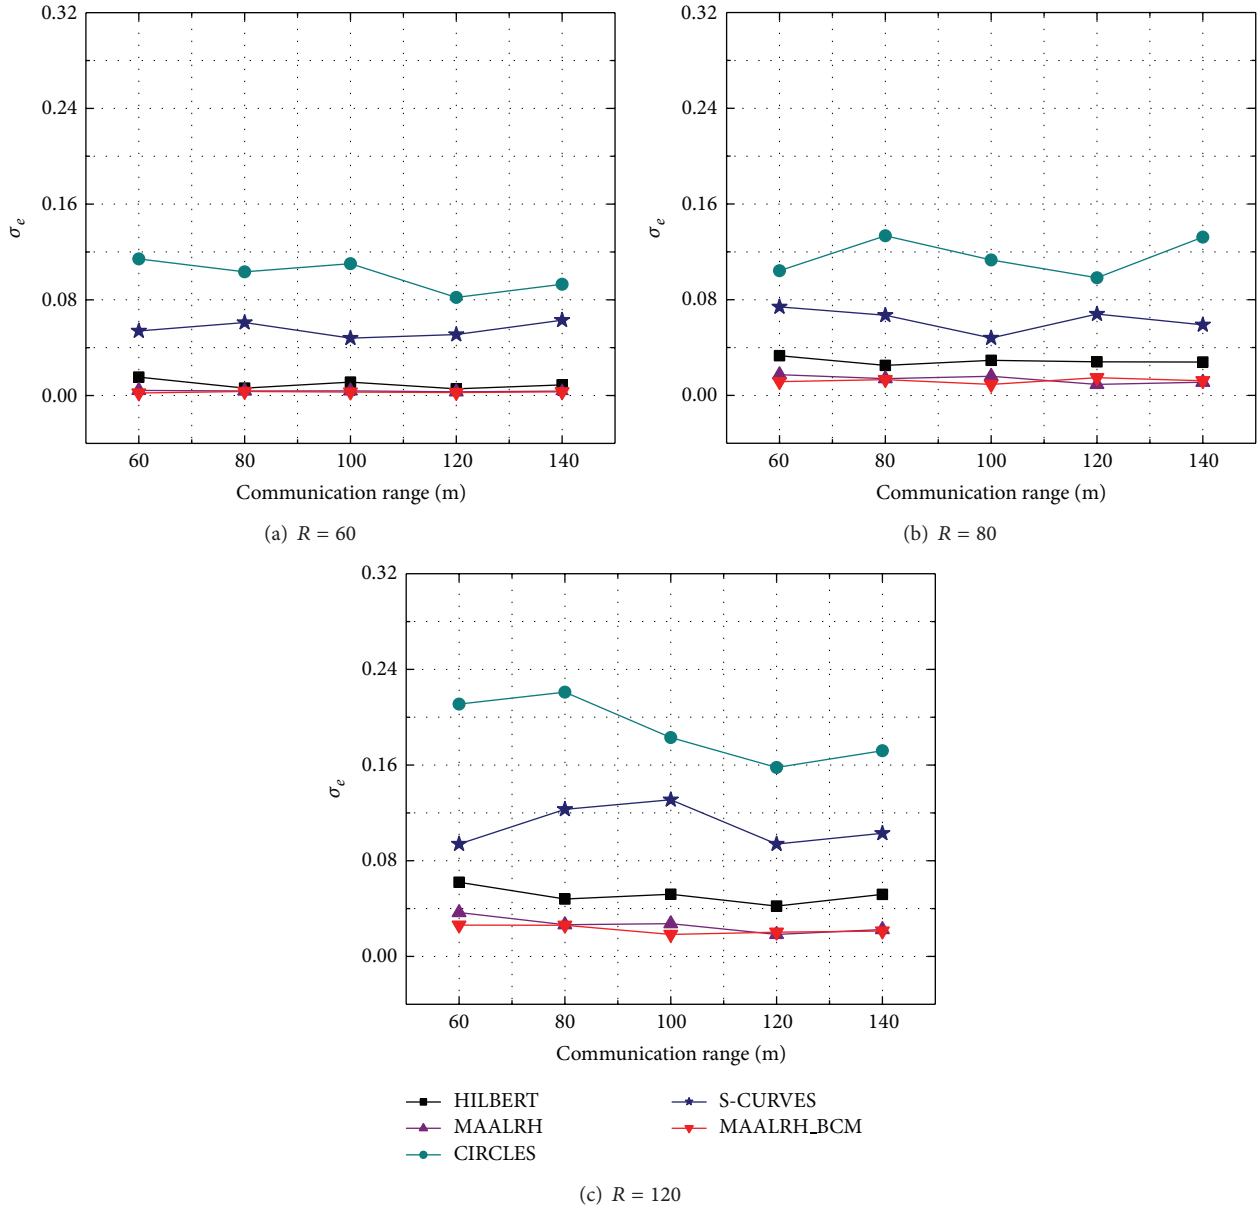 0.32
0.24
0.16
0.08
0.00
σe
60 80 100 120 140
Communication range (m)
(a) R = 60
0.32
0.24
0.16
0.08
0.00
σe
60 80 100 120 140
Communication range (m)
(b) R = 80
0.32
0.24
0.16
0.08
0.00
σe
60 80 100 120 140
Communication range (m)
HILBERT
MAALRH
CIRCLES
S-CURVES
MAALRH_BCM
(c) R = 120